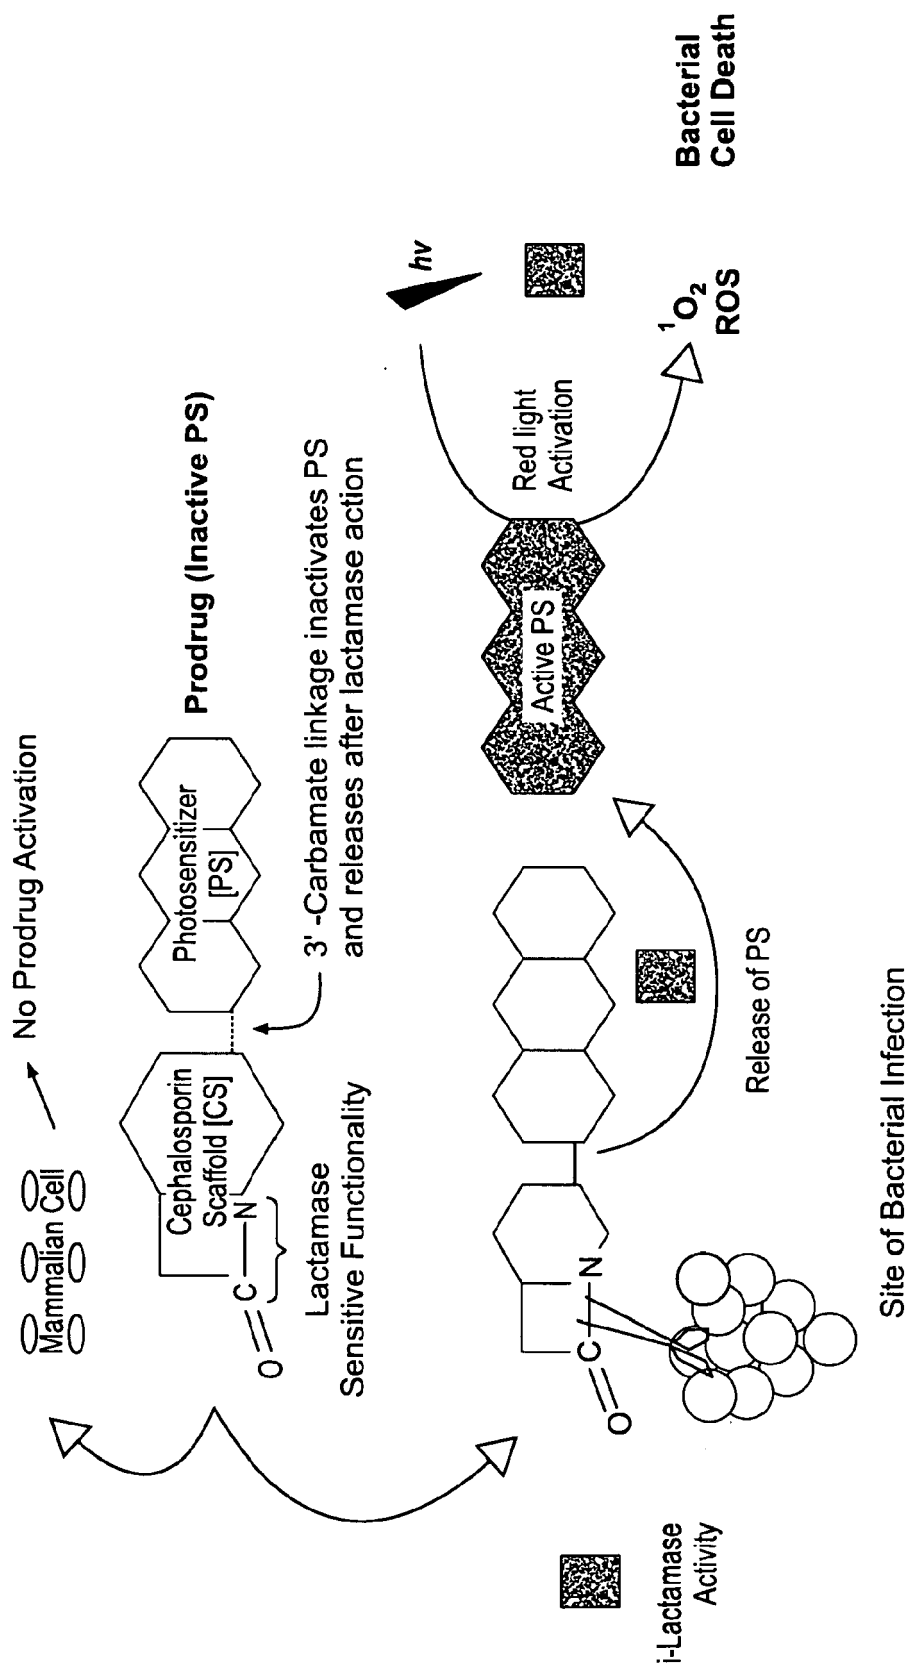 Mammalian Cell
No Prodrug Activation
Cephalosporin
Scaffold [CS]
Photosensitizer
[PS]
Prodrug (Inactive PS)
O
C
N
Lactamase
Sensitive Functionality
3' -Carbamate linkage inactivates PS
and releases after lactamase action
hv
O
C
N
Active PS
Red light
Activation
i-Lactamase
Activity
Release of PS
¹O₂
ROS
Bacterial
Cell Death
Site of Bacterial Infection